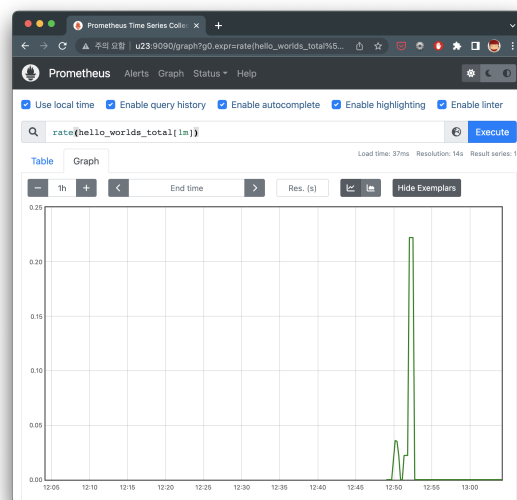 Prometheus Time Series Collec
주의 요함 u23:9090/graph?g0.expr=rate(hello_worlds_total%5...
Prometheus Alerts Graph Status Help
Use local time Enable query history Enable autocomplete Enable highlighting Enable linter
rate(hello_worlds_total[1m]) Execute
Load time: 37ms Resolution: 14s Result series: 1
Table Graph
1h End time Res. (s) Hide Exemplars
0.25
0.20
0.15
0.10
0.05
0.00
12:05 12:10 12:15 12:20 12:25 12:30 12:35 12:40 12:45 12:50 12:55 13:00